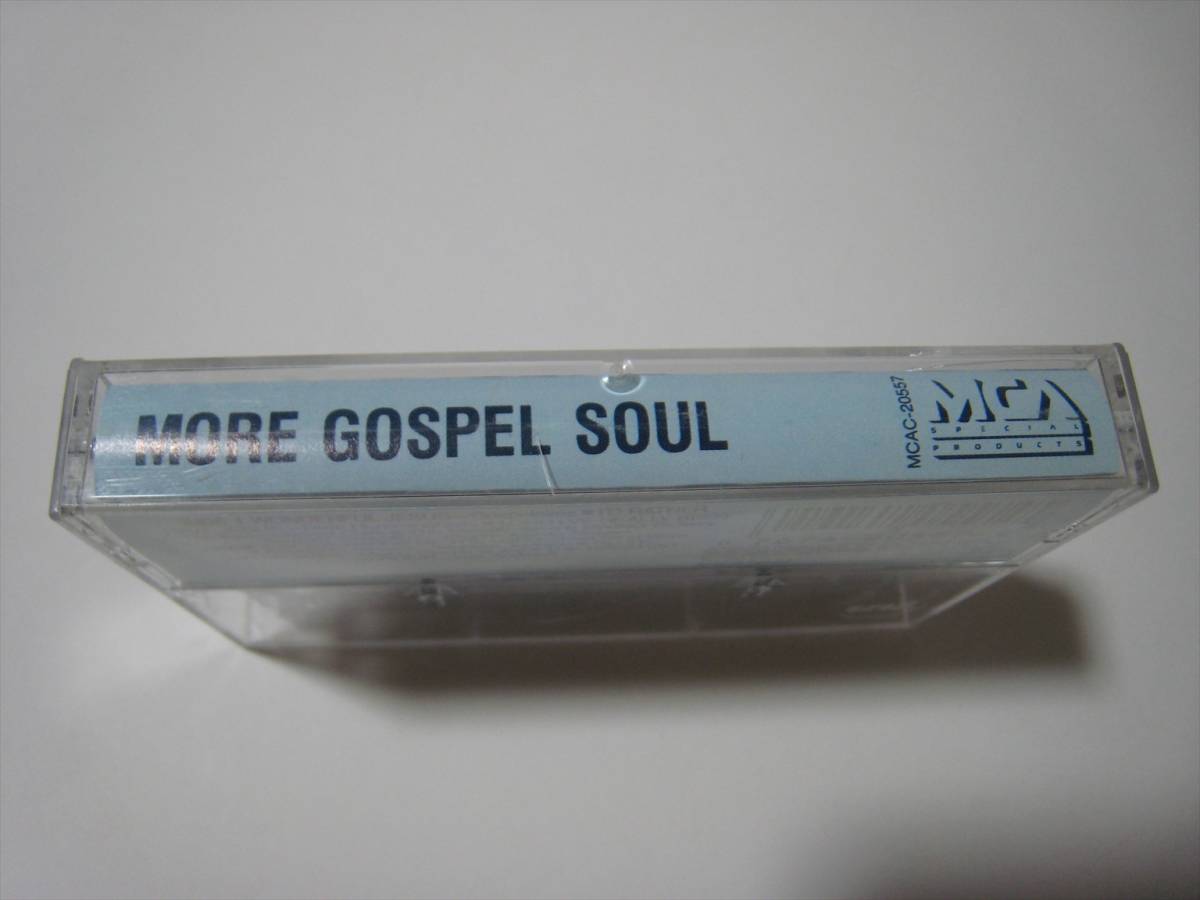 MORE GOSPEL SOUL
MCAC-20557
MCA
SPECIAL
PRODUCTS